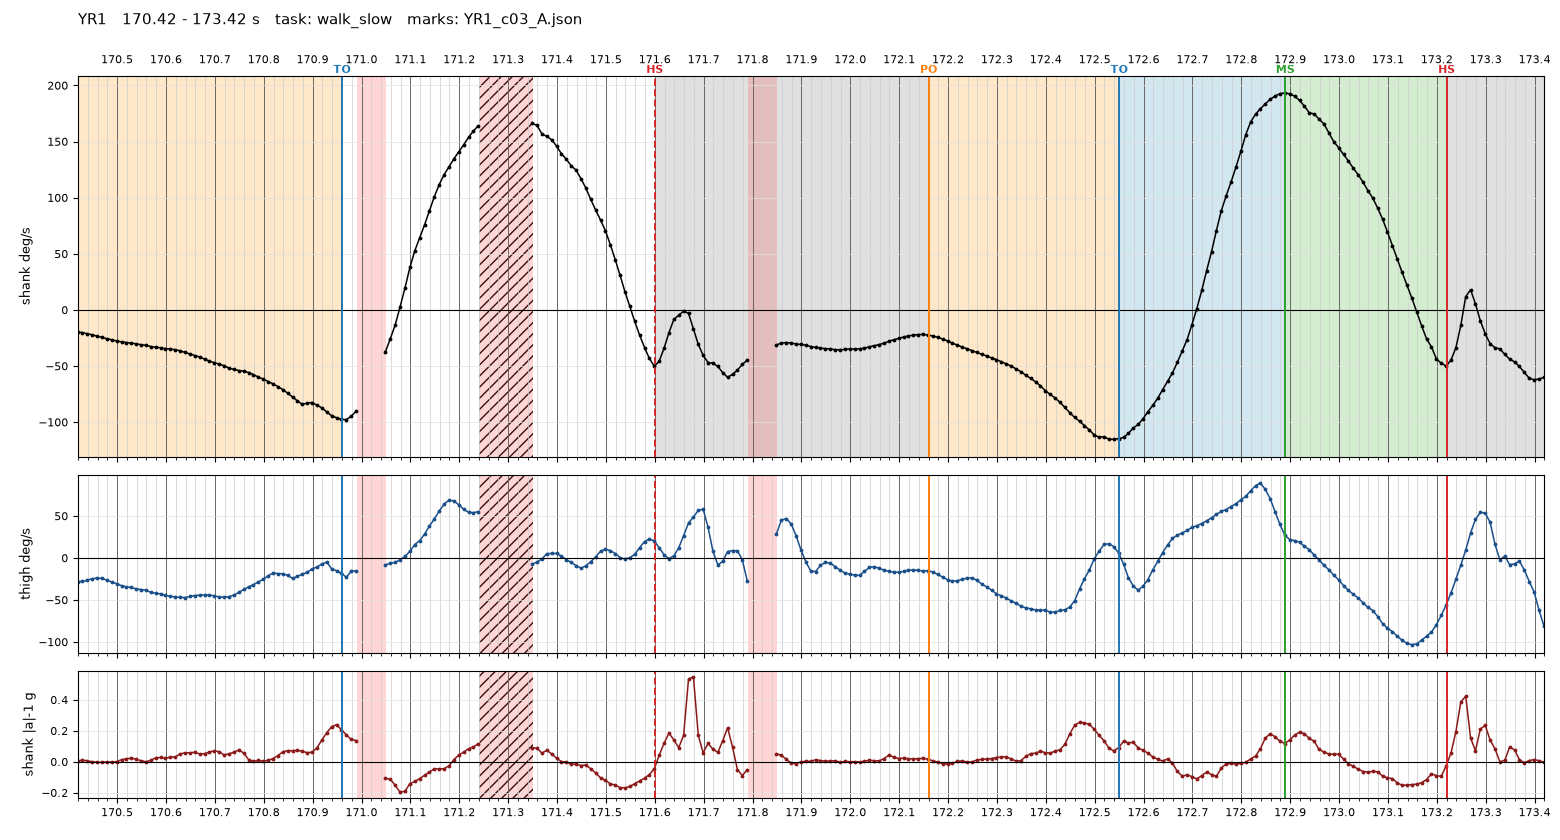 YR1   170.42 - 173.42 s   task: walk_slow   marks: YR1_c03_A.json
170.5 170.6 170.7 170.8 170.9 171.0 171.1 171.2 171.3 171.4 171.5 171.6 171.7 171.8 171.9 172.0 172.1 172.2 172.3 172.4 172.5 172.6 172.7 172.8 172.9 173.0 173.1 173.2 173.3 173.4
TO HS PO TO MS HS
shank deg/s
200
150
100
50
0
−50
−100
thigh deg/s
50
0
−50
−100
shank |a|-1 g
0.4
0.2
0.0
−0.2
170.5 170.6 170.7 170.8 170.9 171.0 171.1 171.2 171.3 171.4 171.5 171.6 171.7 171.8 171.9 172.0 172.1 172.2 172.3 172.4 172.5 172.6 172.7 172.8 172.9 173.0 173.1 173.2 173.3 173.4